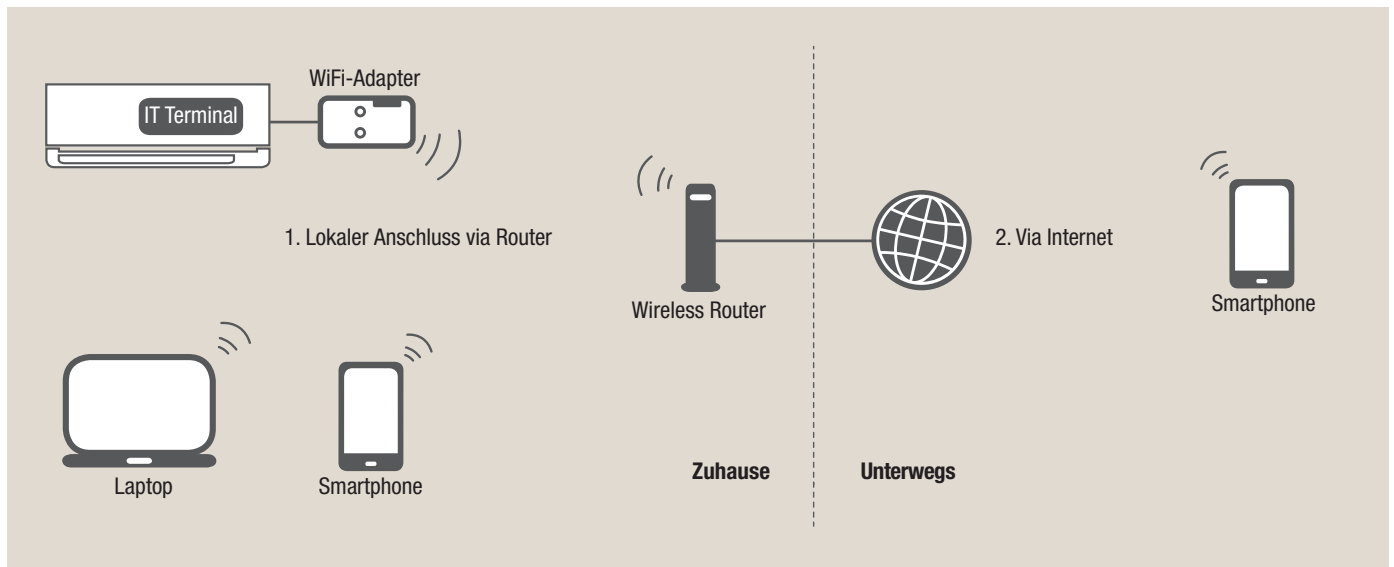 WiFi-Adapter
IT Terminal
1. Lokaler Anschluss via Router
2. Via Internet
Wireless Router
Smartphone
Laptop
Smartphone
Zuhause
Unterwegs